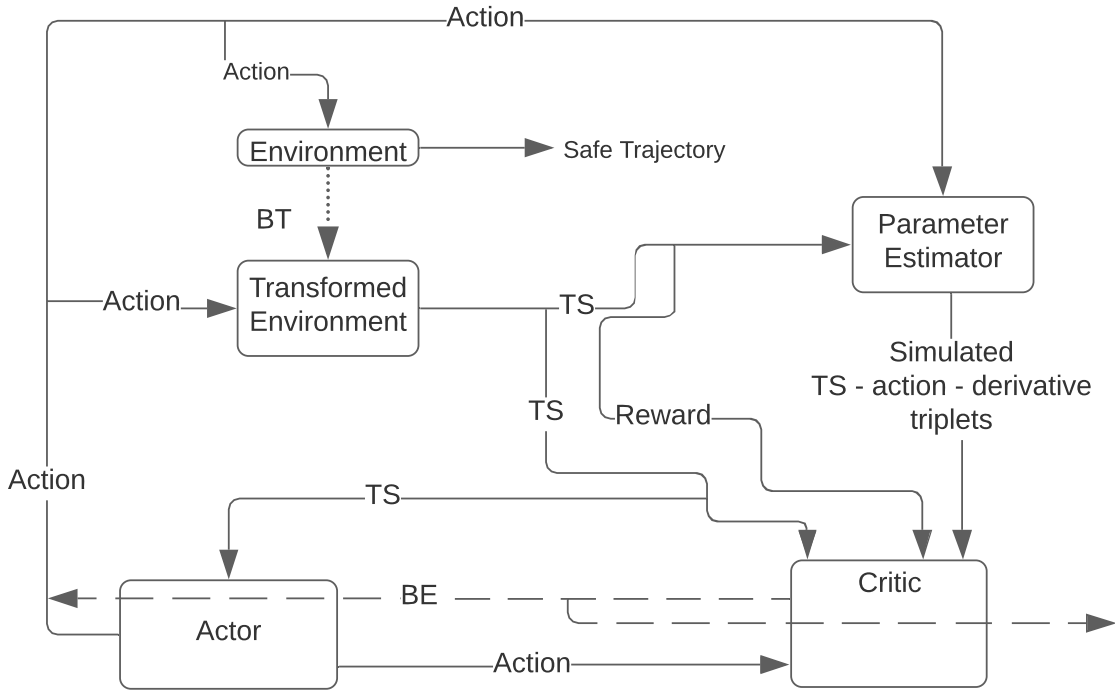 Action
Action
Environment
Safe Trajectory
BT
Parameter
Estimator
Action
Transformed
Environment
TS
Simulated
TS - action - derivative
triplets
TS
Reward
Action
TS
BE
Critic
Actor
Action